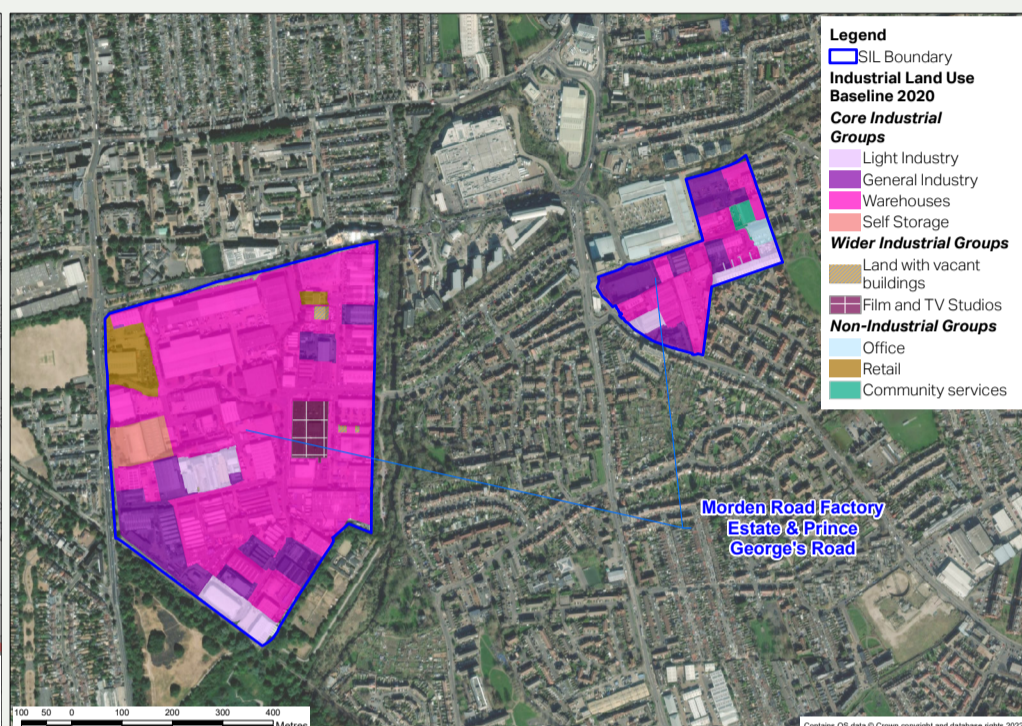 Legend
SIL Boundary
Industrial Land Use
Baseline 2020
Core Industrial
Groups
Light Industry
General Industry
Warehouses
Self Storage
Wider Industrial Groups
Land with vacant
buildings
Film and TV Studios
Non-Industrial Groups
Office
Retail
Community services
Morden Road Factory
Estate & Prince
George's Road
100 50 0 100 200 300 400
Metres
Contains OS data © Crown copyright and database rights